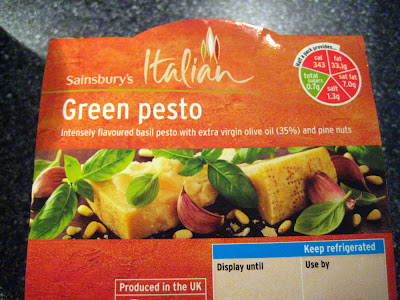 Half a pack provides...
cal
343
fat
33.3g
sat fat
7.0g
salt
1.3g
total
sugars
0.7g
Sainsbury's
Italian
Green pesto
Intensely flavoured basil pesto with extra virgin olive oil (35%) and pine nuts
Keep refrigerated
Display until
Use by
Produced in the UK